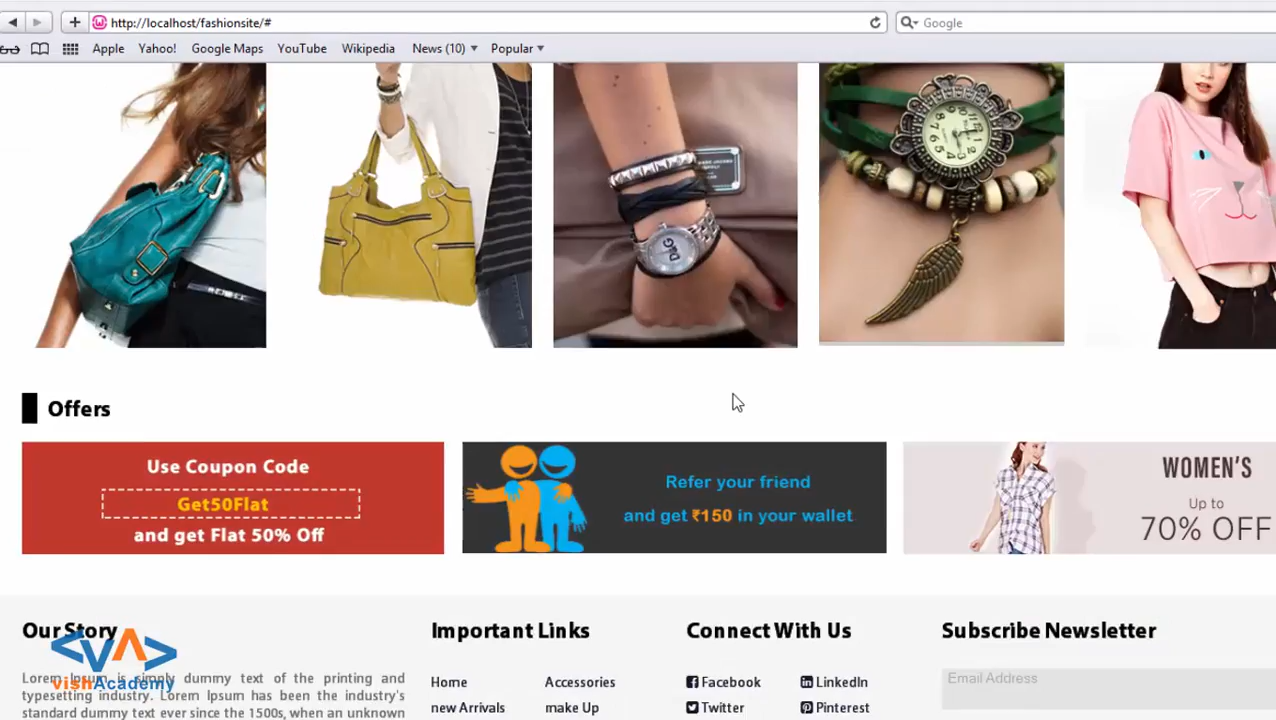 http://localhost/fashionsite/#
Google
Apple
Yahoo!
Google Maps
YouTube
Wikipedia
News (10)
Popular
D&G
Offers
Use Coupon Code
Get50Flat
and get Flat 50% Off
Refer your friend
and get ₹150 in your wallet
WOMEN'S
Up to
70% OFF
Our Story
Lorem Ipsum is simply dummy text of the printing and
typesetting industry. Lorem Ipsum has been the industry's
standard dummy text ever since the 1500s, when an unknown
vishAcademy
Important Links
Home
Accessories
new Arrivals
make Up
Connect With Us
Facebook
LinkedIn
Twitter
Pinterest
Subscribe Newsletter
Email Address